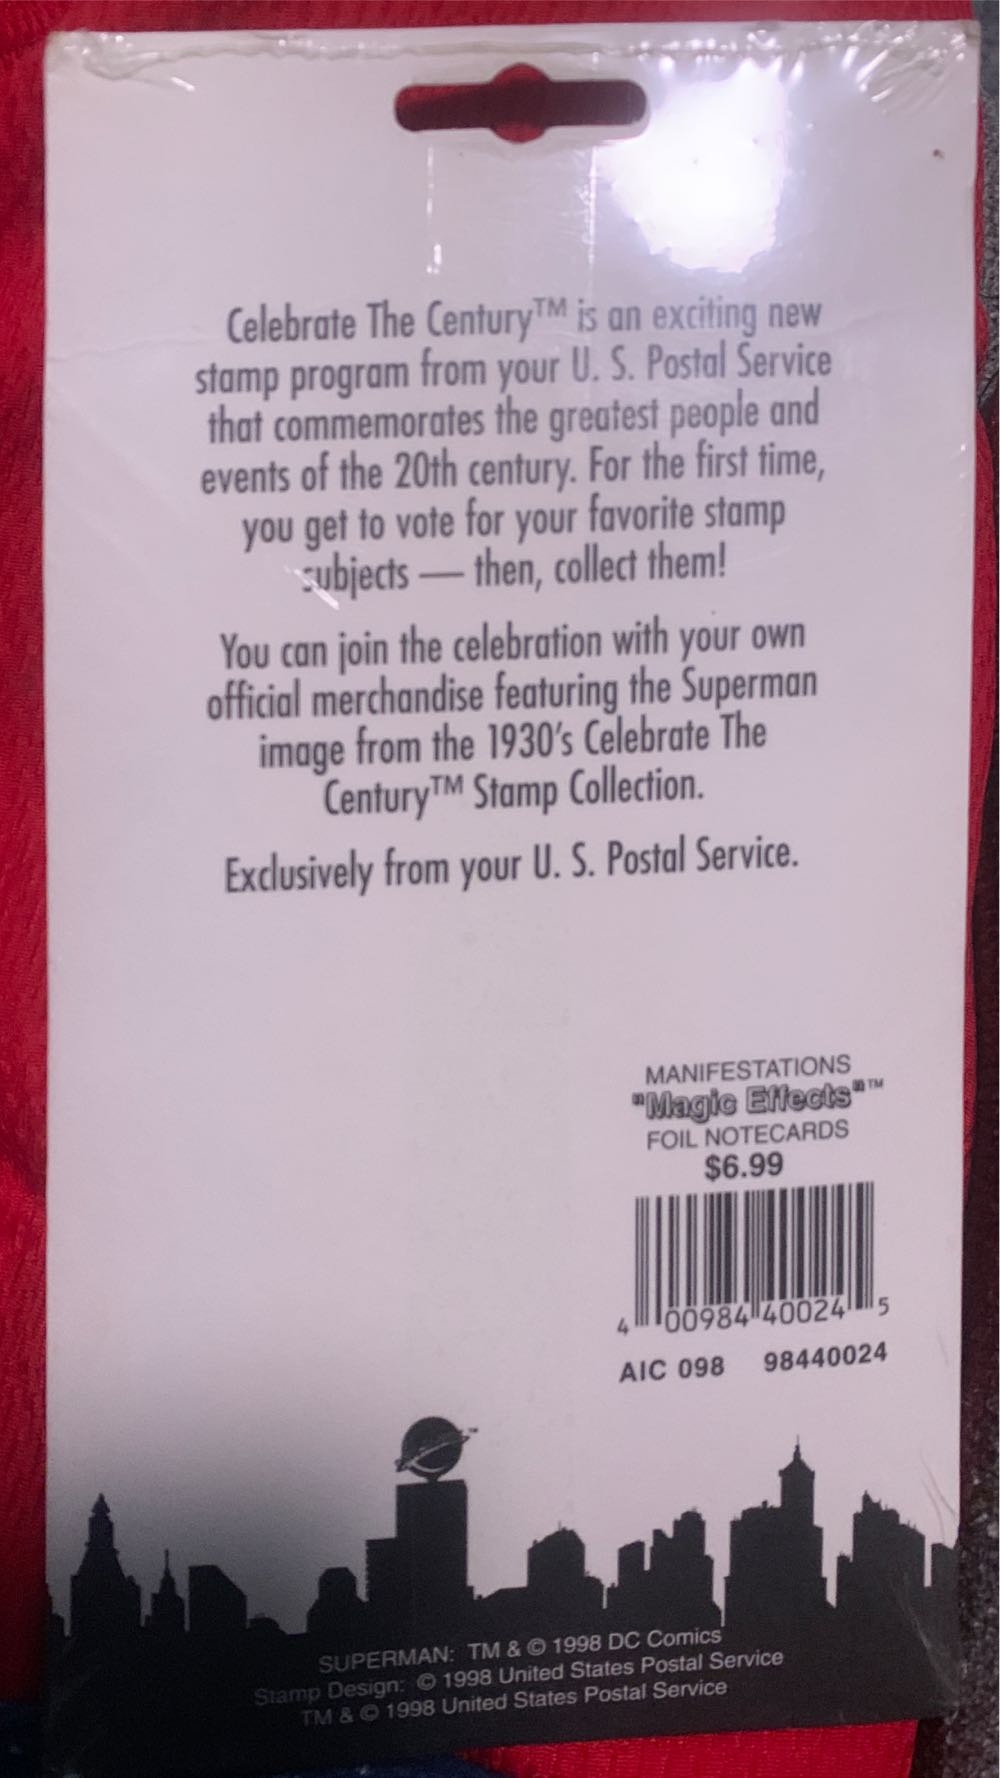 Celebrate The Century™ is an exciting new
stamp program from your U. S. Postal Service
that commemorates the greatest people and
events of the 20th century. For the first time,
you get to vote for your favorite stamp
subjects — then, collect them!
You can join the celebration with your own
official merchandise featuring the Superman
image from the 1930's Celebrate The
Century™ Stamp Collection.
Exclusively from your U. S. Postal Service.
MANIFESTATIONS
"Magic Effects"™
FOIL NOTECARDS
$6.99
4 00984 40024 5
AIC 098 98440024
™
SUPERMAN: TM & © 1998 DC Comics
Stamp Design: © 1998 United States Postal Service
TM & © 1998 United States Postal Service